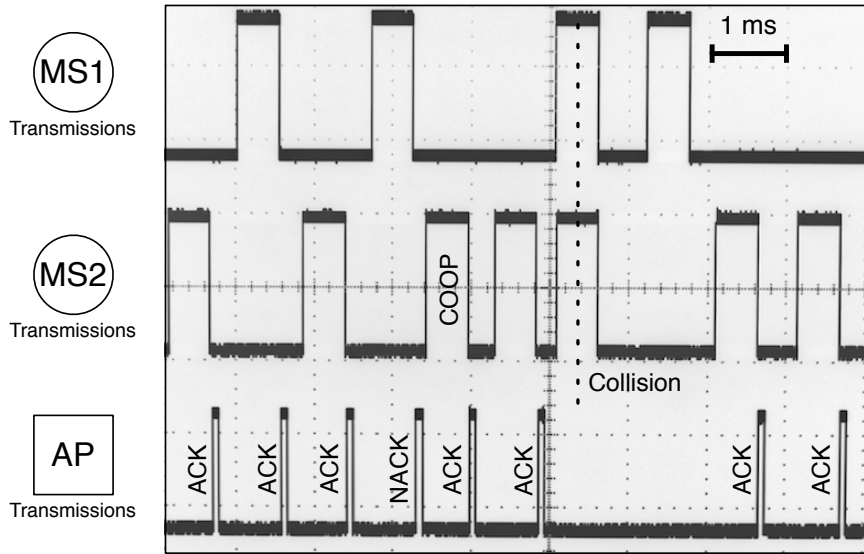 MS1
Transmissions
1 ms
MS2
Transmissions
COOP
Collision
AP
Transmissions
ACK
ACK
ACK
NACK
ACK
ACK
ACK
ACK